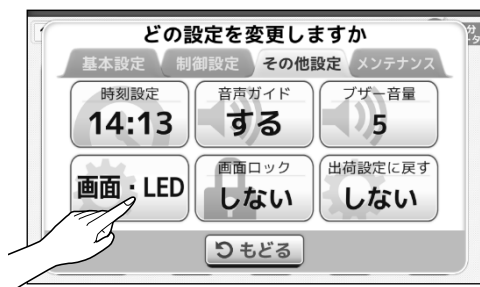 どの設定を変更しますか
基本設定 制御設定 その他設定 メンテナンス
時刻設定 音声ガイド ブザー音量
14:13 する 5
画面・LED 画面ロック 出荷設定に戻す
しない しない
もどる